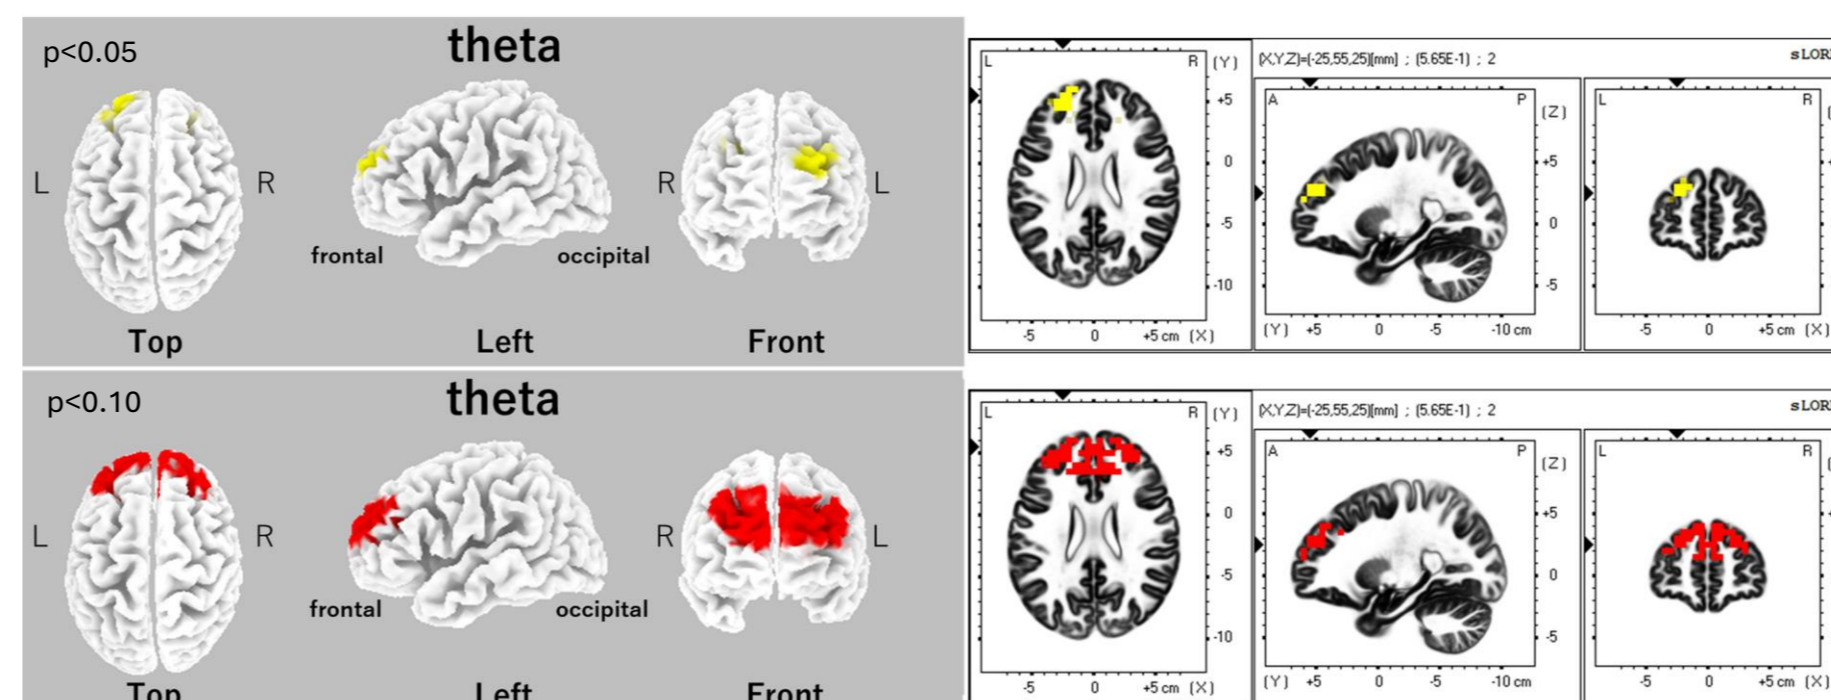 p<0.05
theta
L
R
R
L
frontal
occipital
Top
Left
Front
L
R
(Y)
+5
0
-5
-10
-5
0
+5 cm
(X)
(X,Y,Z)=(-25,55,25)[mm] ; (5.65E-1) ; 2
A
P
(Z)
+5
0
-5
(Y)
+5
0
-5
-10 cm
L
R
-5
0
+5 cm
(X)
p<0.10
theta
L
R
R
L
frontal
occipital
Top
Left
Front
L
R
(Y)
+5
0
-5
-10
-5
0
+5 cm
(X)
(X,Y,Z)=(-25,55,25)[mm] ; (5.65E-1) ; 2
A
P
(Z)
+5
0
-5
(Y)
+5
0
-5
-10 cm
L
R
-5
0
+5 cm
(X)